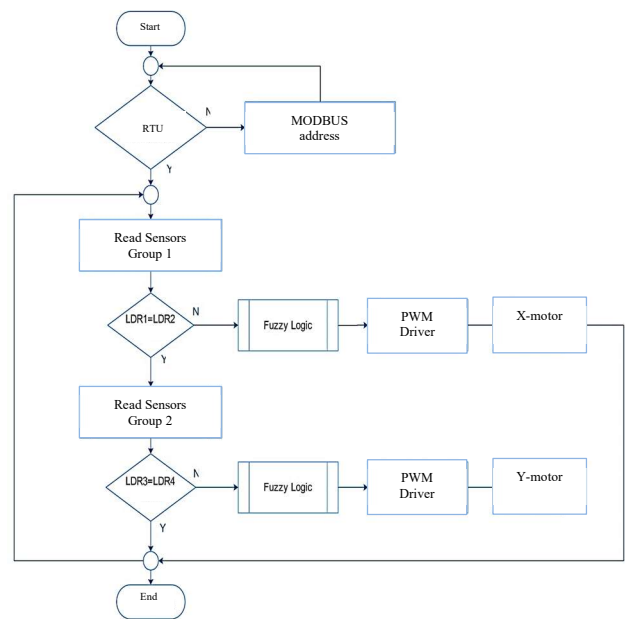 Start
RTU
N
MODBUS
address
Y
Read Sensors
Group 1
LDR1=LDR2
N
Fuzzy Logic
PWM
Driver
X-motor
Y
Read Sensors
Group 2
LDR3=LDR4
N
Fuzzy Logic
PWM
Driver
Y-motor
Y
End